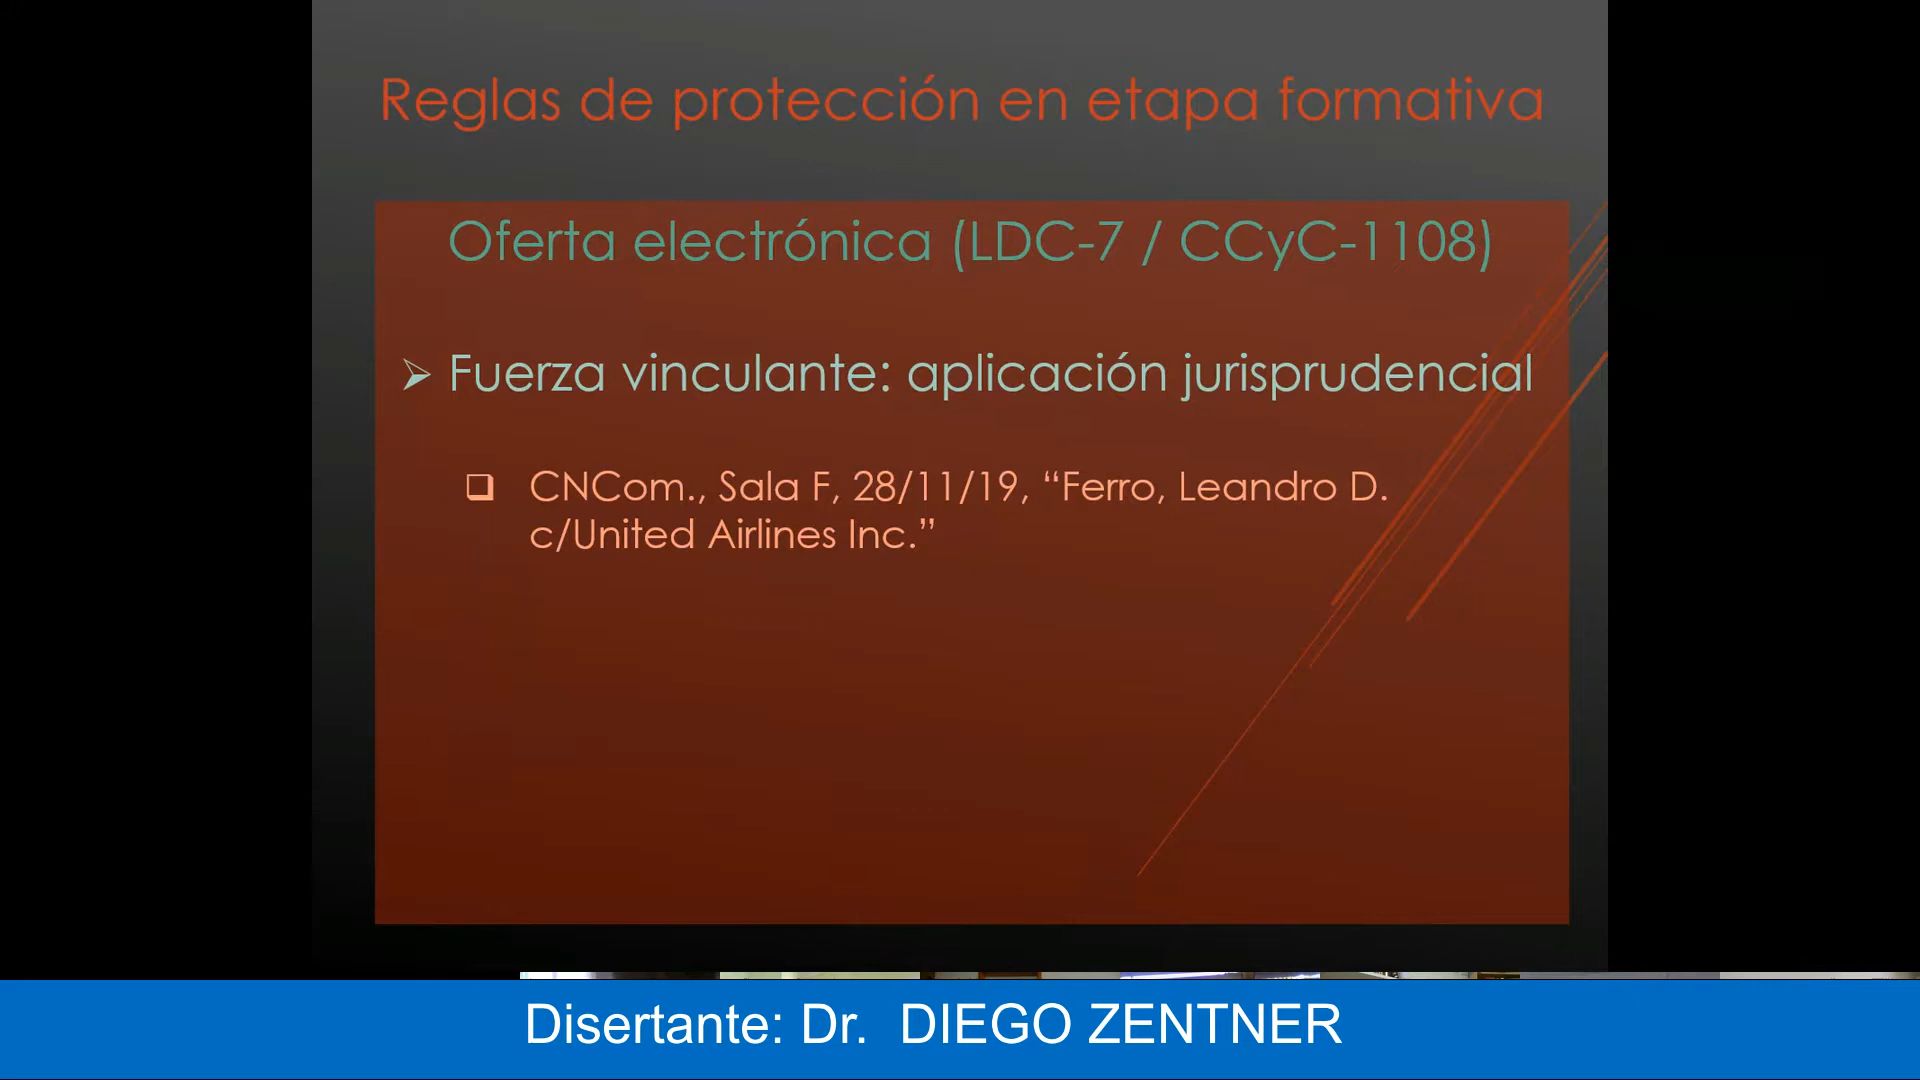 Reglas de protección en etapa formativa
Oferta electrónica (LDC-7 / CCyC-1108)
➢ Fuerza vinculante: aplicación jurisprudencial
❑ CNCom., Sala F, 28/11/19, “Ferro, Leandro D.
c/United Airlines Inc.”
Disertante: Dr.  DIEGO ZENTNER